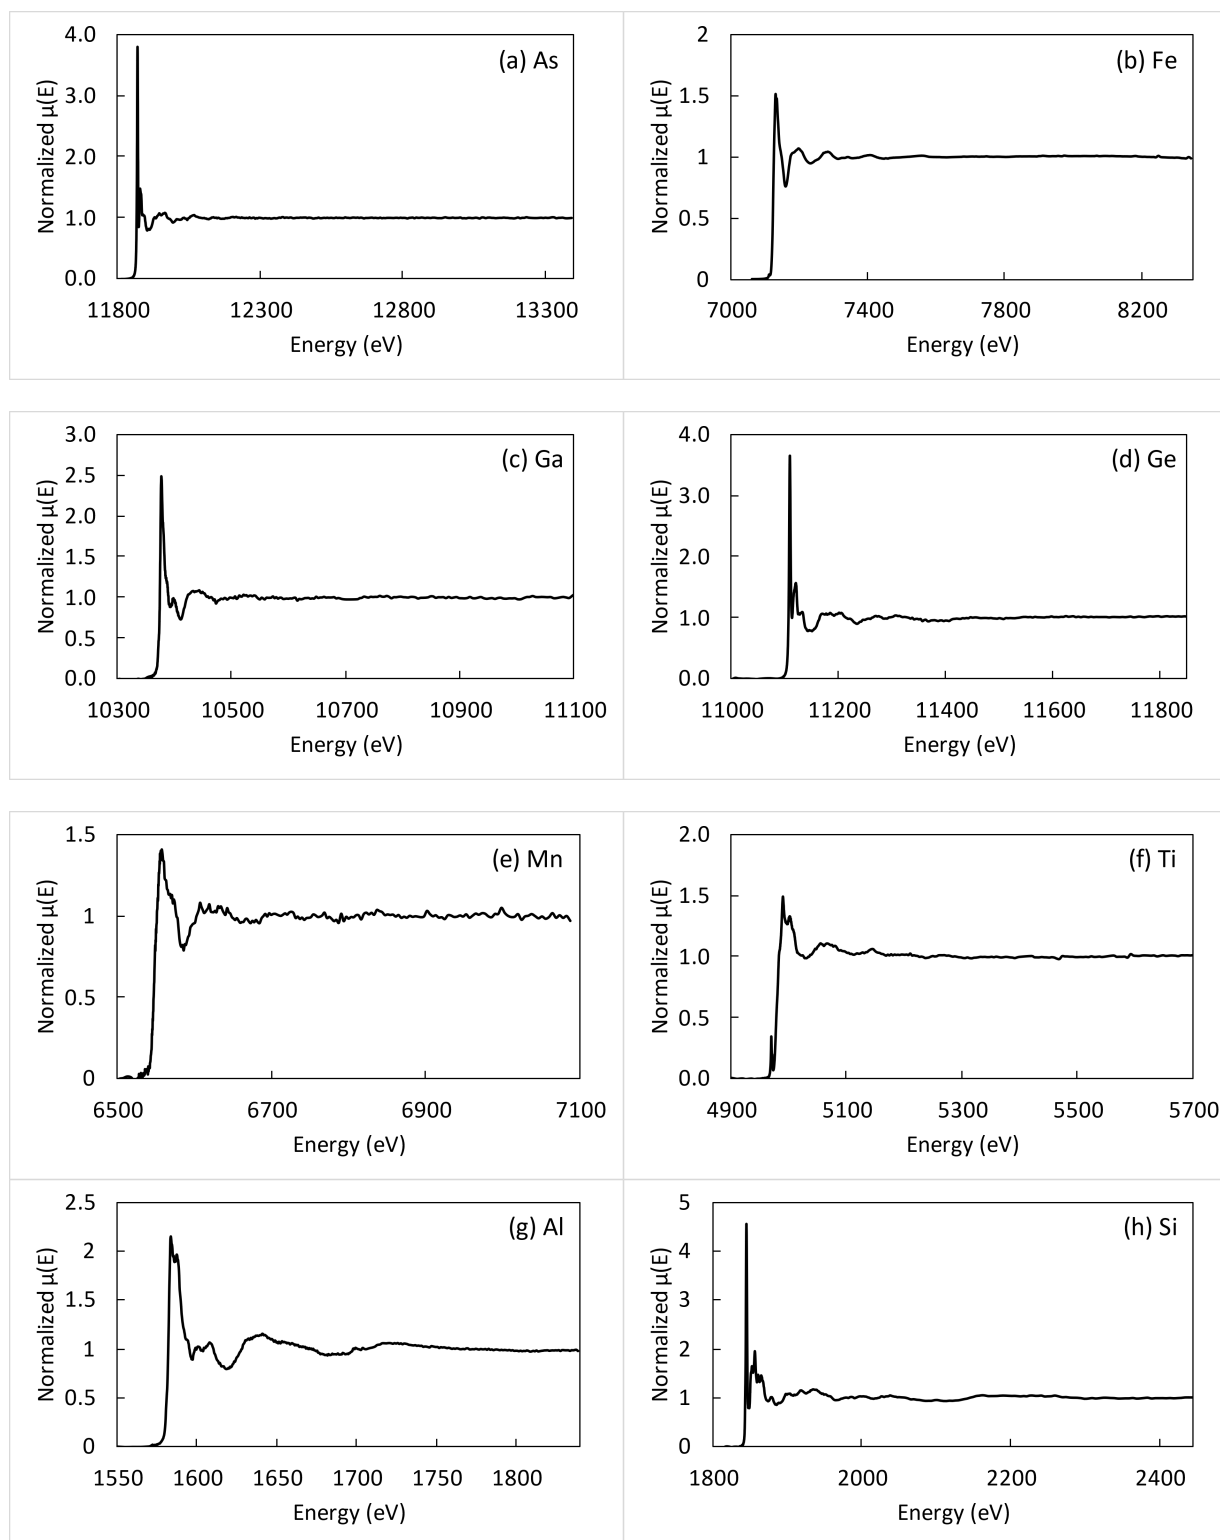 (a) As
Normalized µ(E)
4.0
3.0
2.0
1.0
0.0
11800 12300 12800 13300
Energy (eV)
(b) Fe
Normalized µ(E)
2
1.5
1
0.5
0
7000 7400 7800 8200
Energy (eV)
(c) Ga
Normalized µ(E)
3.0
2.5
2.0
1.5
1.0
0.5
0.0
10300 10500 10700 10900 11100
Energy (eV)
(d) Ge
Normalized µ(E)
4.0
3.0
2.0
1.0
0.0
11000 11200 11400 11600 11800
Energy (eV)
(e) Mn
Normalized µ(E)
1.5
1
0.5
0
6500 6700 6900 7100
Energy (eV)
(f) Ti
Normalized µ(E)
2.0
1.5
1.0
0.5
0.0
4900 5100 5300 5500 5700
Energy (eV)
(g) Al
Normalized µ(E)
2.5
2
1.5
1
0.5
0
1550 1600 1650 1700 1750 1800
Energy (eV)
(h) Si
Normalized µ(E)
5
4
3
2
1
0
1800 2000 2200 2400
Energy (eV)